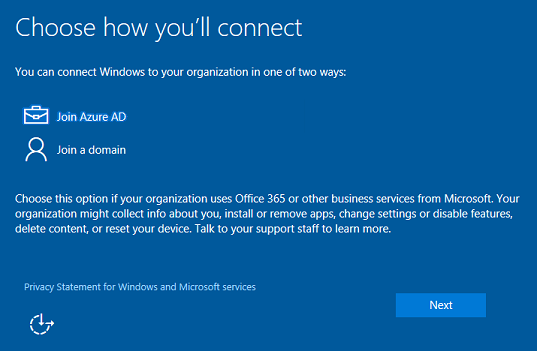 Choose how you'll connect
You can connect Windows to your organization in one of two ways:
Join Azure AD
Join a domain
Choose this option if your organization uses Office 365 or other business services from Microsoft. Your
organization might collect info about you, install or remove apps, change settings or disable features,
delete content, or reset your device. Talk to your support staff to learn more.
Privacy Statement for Windows and Microsoft services
Next